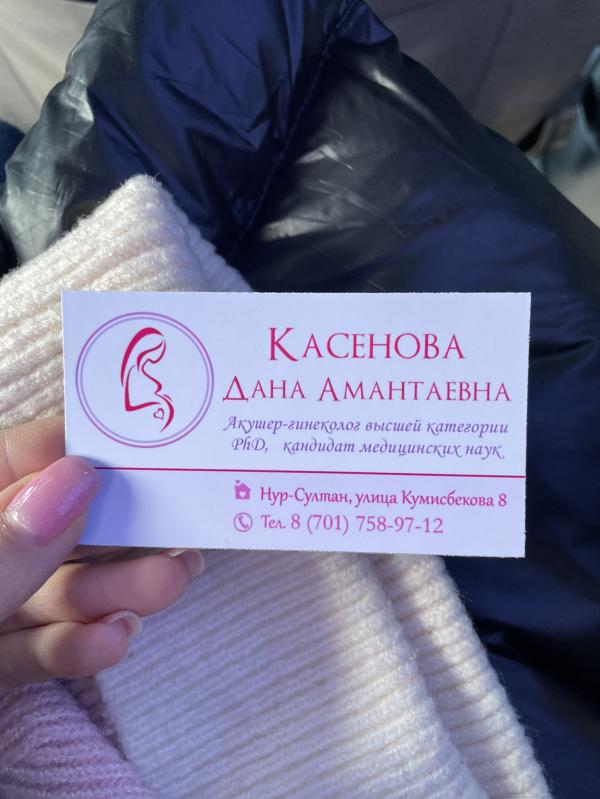 Касенова
Дана Амантаевна
Акушер-гинеколог высшей категории
PhD, кандидат медицинских наук
Нур-Султан, улица Кумисбекова 8
Тел. 8 (701) 758-97-12